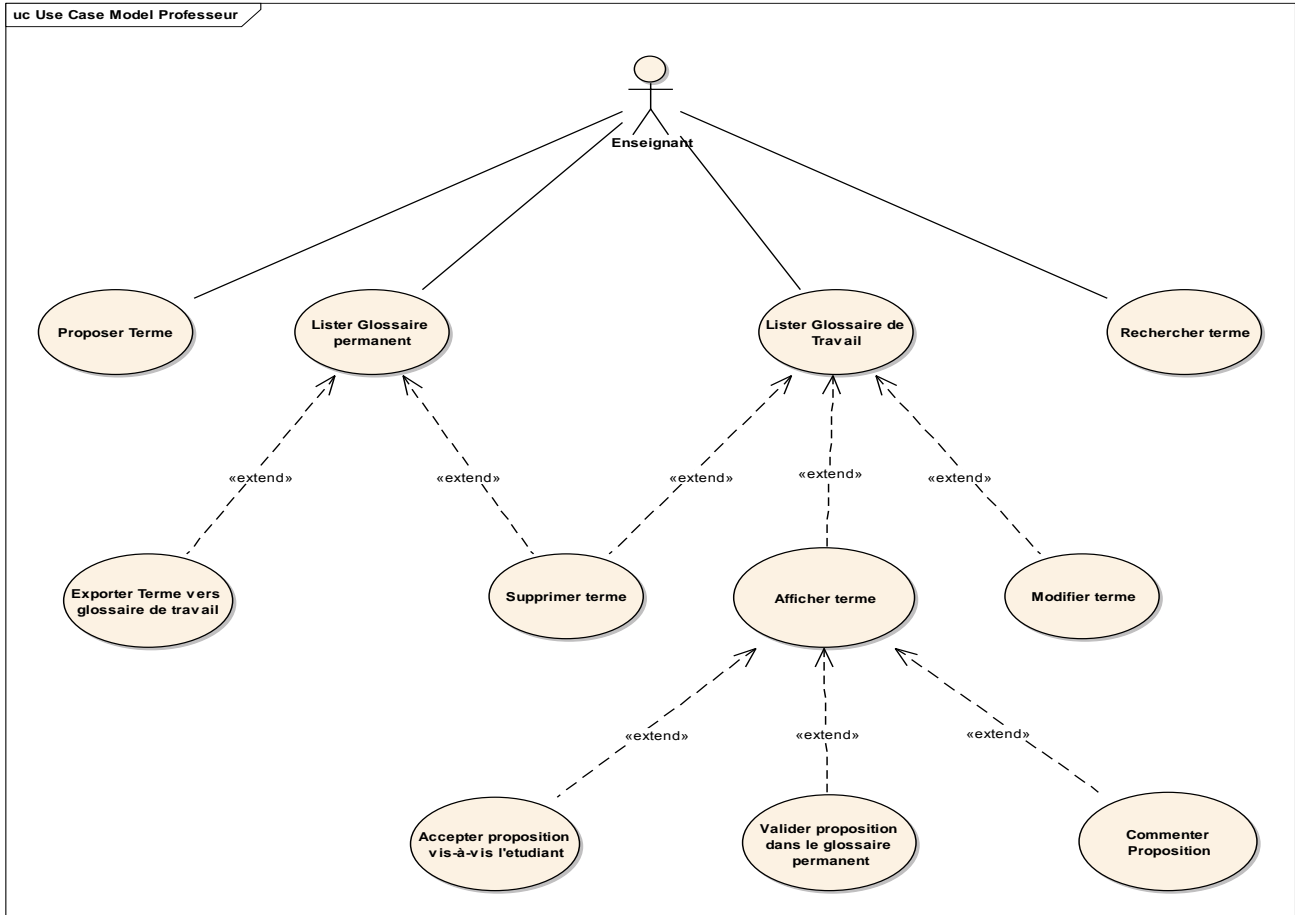 uc Use Case Model Professeur
Enseignant
Proposer Terme
Lister Glossaire
permanent
Lister Glossaire de
Travail
Rechercher terme
«extend»
«extend»
«extend»
«extend»
«extend»
Exporter Terme vers
glossaire de travail
Supprimer terme
Afficher terme
Modifier terme
«extend»
«extend»
«extend»
Accepter proposition
vis-à-vis l'etudiant
Valider proposition
dans le glossaire
permanent
Commenter
Proposition